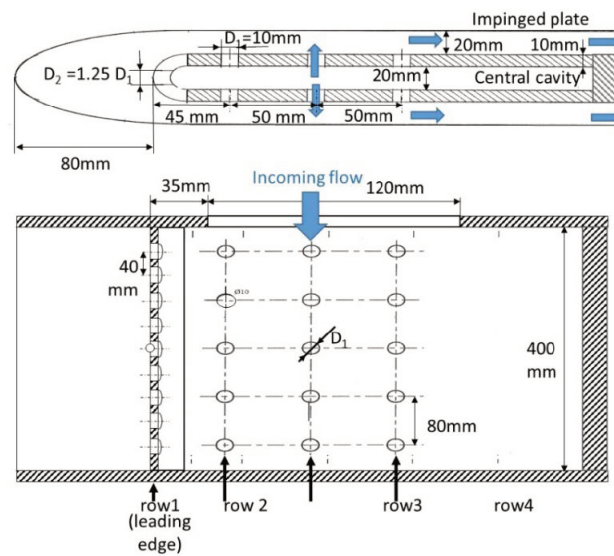 D1=10mm
Impinged plate
20mm
10mm
D2 =1.25 D1
20mm
Central cavity
45 mm
50 mm
50mm
80mm
35mm
Incoming flow
120mm
40
mm
Ø10
D1
400
mm
80mm
row1
(leading
edge)
row 2
row3
row4